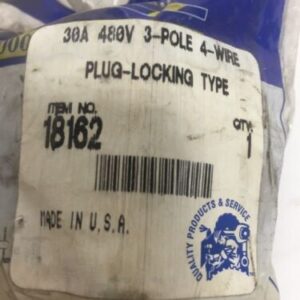 30A 480V 3-POLE 4-WIRE
PLUG-LOCKING TYPE
ITEM NO.
18162
QTY.
1
MADE IN U.S.A.
QUALITY PRODUCTS & SERVICE